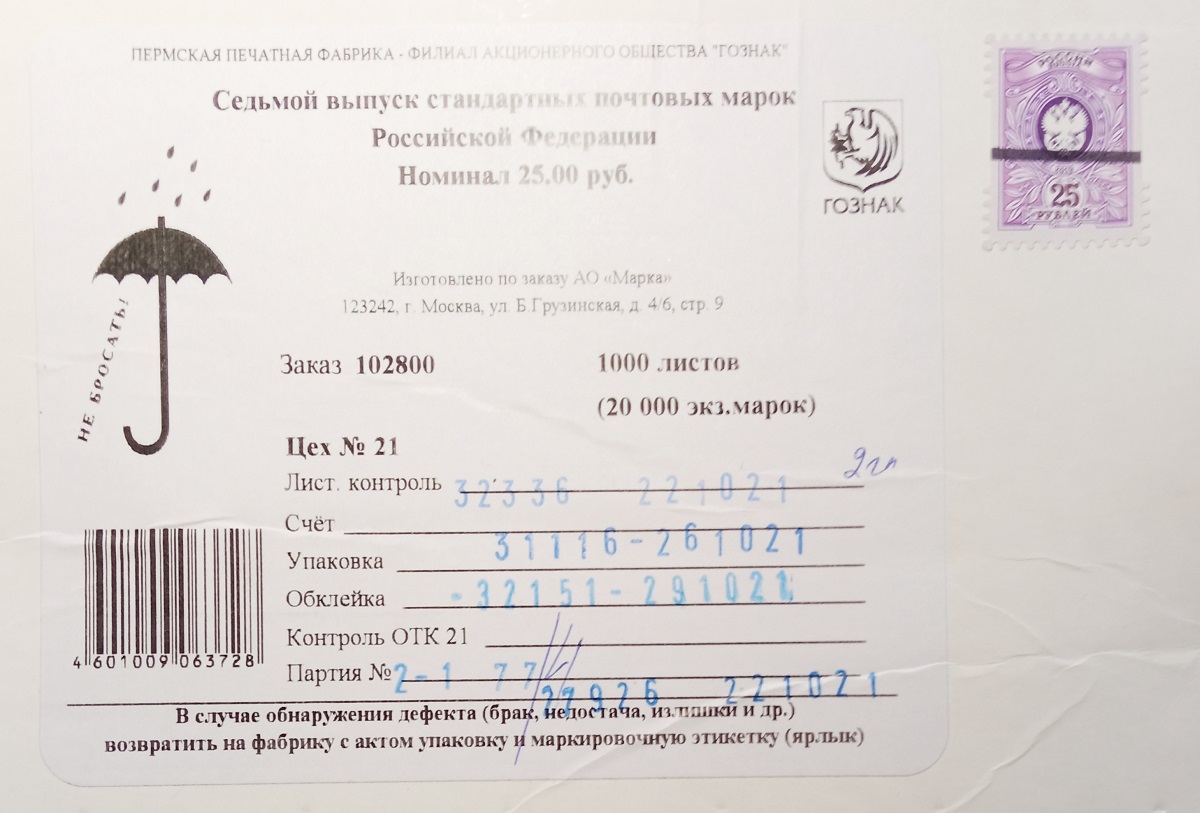 ПЕРМСКАЯ ПЕЧАТНАЯ ФАБРИКА - ФИЛИАЛ АКЦИОНЕРНОГО ОБЩЕСТВА "ГОЗНАК"
Седьмой выпуск стандартных почтовых марок
Российской Федерации
Номинал 25,00 руб.
ГОЗНАК
РОССИЯ
25
РУБЛЕЙ
НЕ БРОСАТЬ!
Изготовлено по заказу АО «Марка»
123242, г. Москва, ул. Б.Грузинская, д. 4/6, стр. 9
Заказ 102800 1000 листов
(20 000 экз.марок)
Цех № 21
Лист. контроль 32336 221021
Счёт
31116-261021
Упаковка
Обклейка -32151-291021
Контроль ОТК 21
Партия № 2-1 77
22926 221021
4 601009 063728
В случае обнаружения дефекта (брак, недостача, излишки и др.)
возвратить на фабрику с актом упаковку и маркировочную этикетку (ярлык)